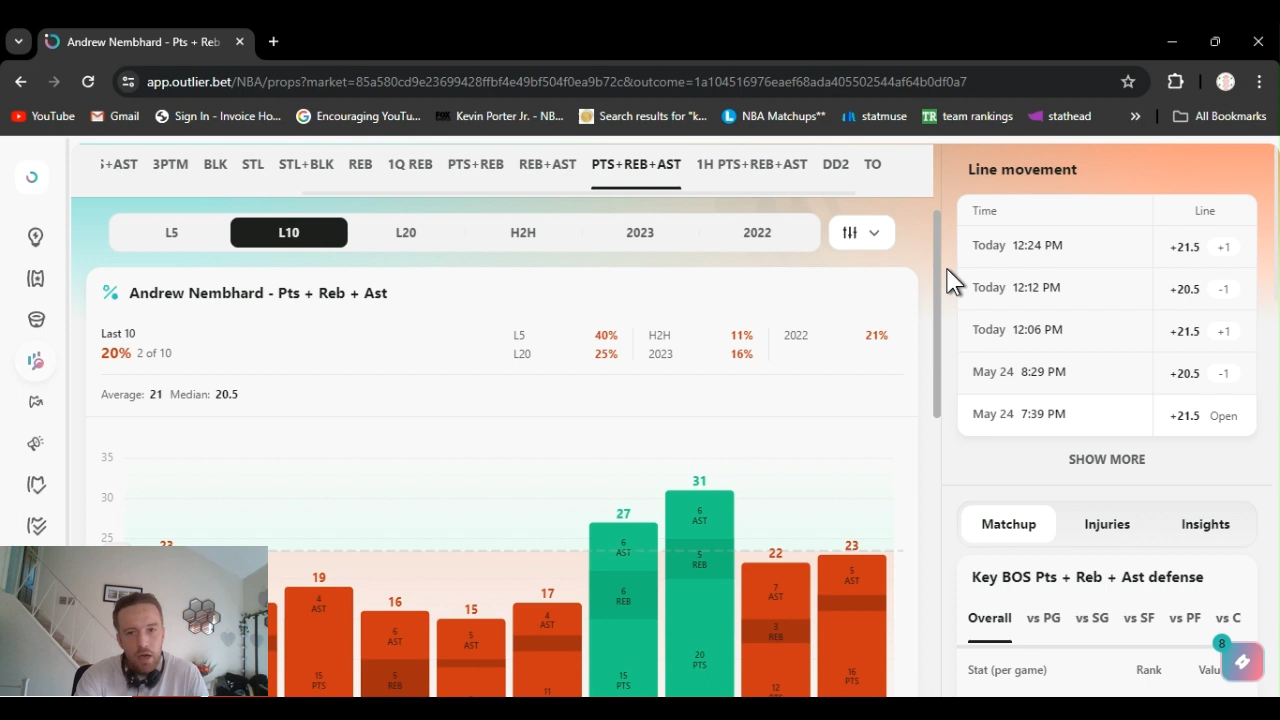 Andrew Nembhard - Pts + Reb
app.outlier.bet/NBA/props?market=85a580cd9e23699428ffbf4e49bf504f0ea9b72c&outcome=1a104516976eaef68ada405502544af64b0df0a7
YouTube Gmail Sign In - Invoice Ho... Encouraging YouTu... Kevin Porter Jr. - NB... Search results for "k... NBA Matchups** statmuse team rankings stathead » All Bookmarks
+AST 3PTM BLK STL STL+BLK REB 1Q REB PTS+REB REB+AST PTS+REB+AST 1H PTS+REB+AST DD2 TO
L5 L10 L20 H2H 2023 2022
Andrew Nembhard - Pts + Reb + Ast
Last 10
20% 2 of 10
L5 40% H2H 11% 2022 21%
L20 25% 2023 16%
Average: 21 Median: 20.5
35
30
25
23
19
4
AST
15
PTS
16
6
AST
5
REB
15
5
AST
17
4
AST
11
27
6
AST
6
REB
15
PTS
31
6
AST
5
REB
20
PTS
22
7
AST
3
REB
12
PTS
23
5
AST
16
PTS
Line movement
Time Line
Today 12:24 PM +21.5 +1
Today 12:12 PM +20.5 -1
Today 12:06 PM +21.5 +1
May 24 8:29 PM +20.5 -1
May 24 7:39 PM +21.5 Open
SHOW MORE
Matchup Injuries Insights
Key BOS Pts + Reb + Ast defense
Overall vs PG vs SG vs SF vs PF vs C
8
Stat (per game) Rank Valu